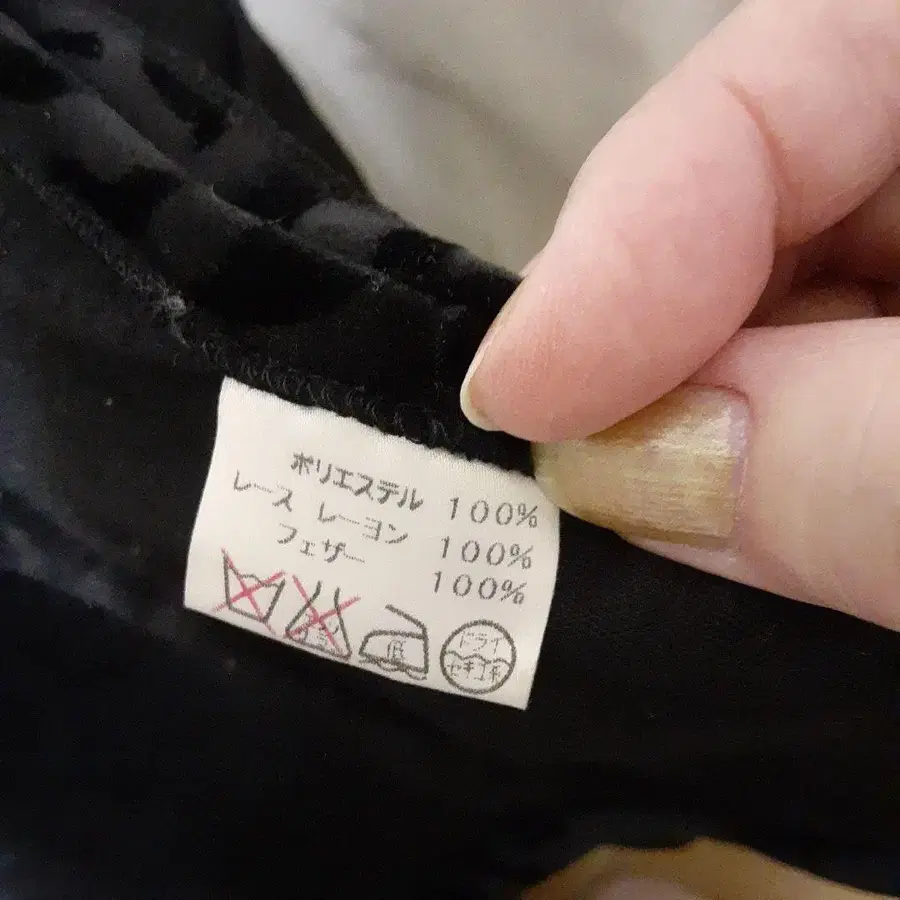 ポリエステル 100%
レース レーヨン 100%
フェザー 100%
低
ドライ
セキユ系